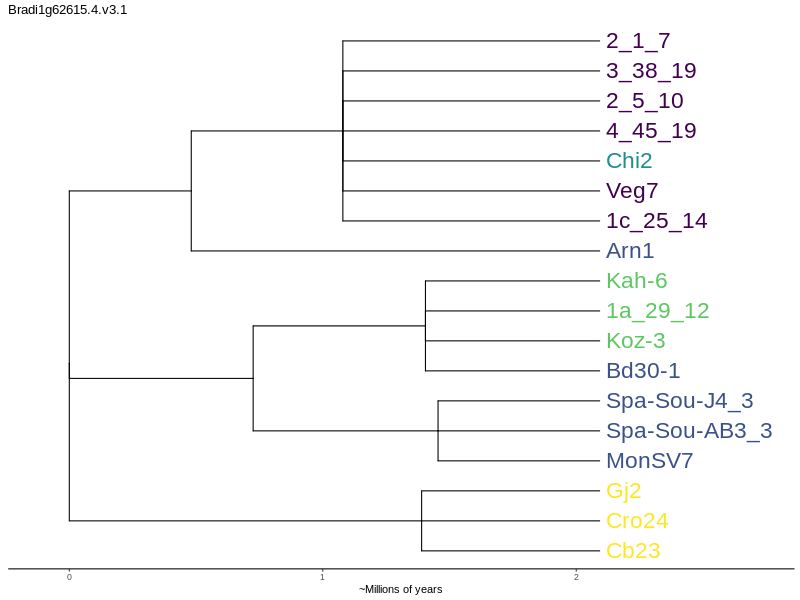 Bradi1g62615.4.v3.1
2_1_7
3_38_19
2_5_10
4_45_19
Chi2
Veg7
1c_25_14
Arn1
Kah-6
1a_29_12
Koz-3
Bd30-1
Spa-Sou-J4_3
Spa-Sou-AB3_3
MonSV7
Gj2
Cro24
Cb23
0 1 2
~Millions of years